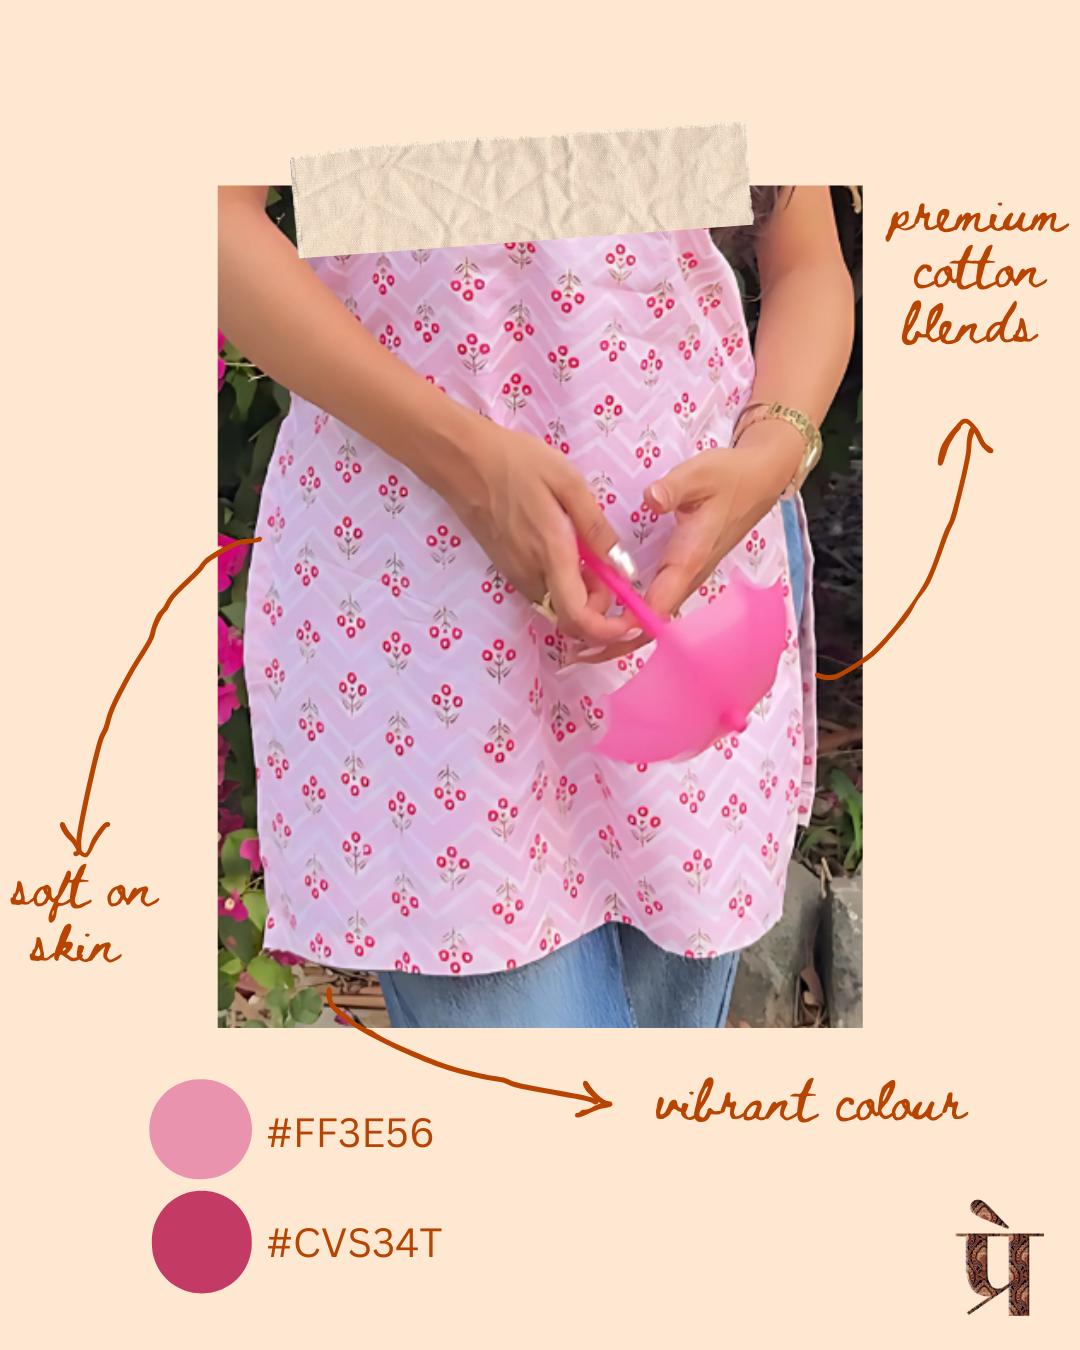 premium
cotton
blends
soft on
skin
vibrant colour
#FF3E56
#CVS34T
प्रे